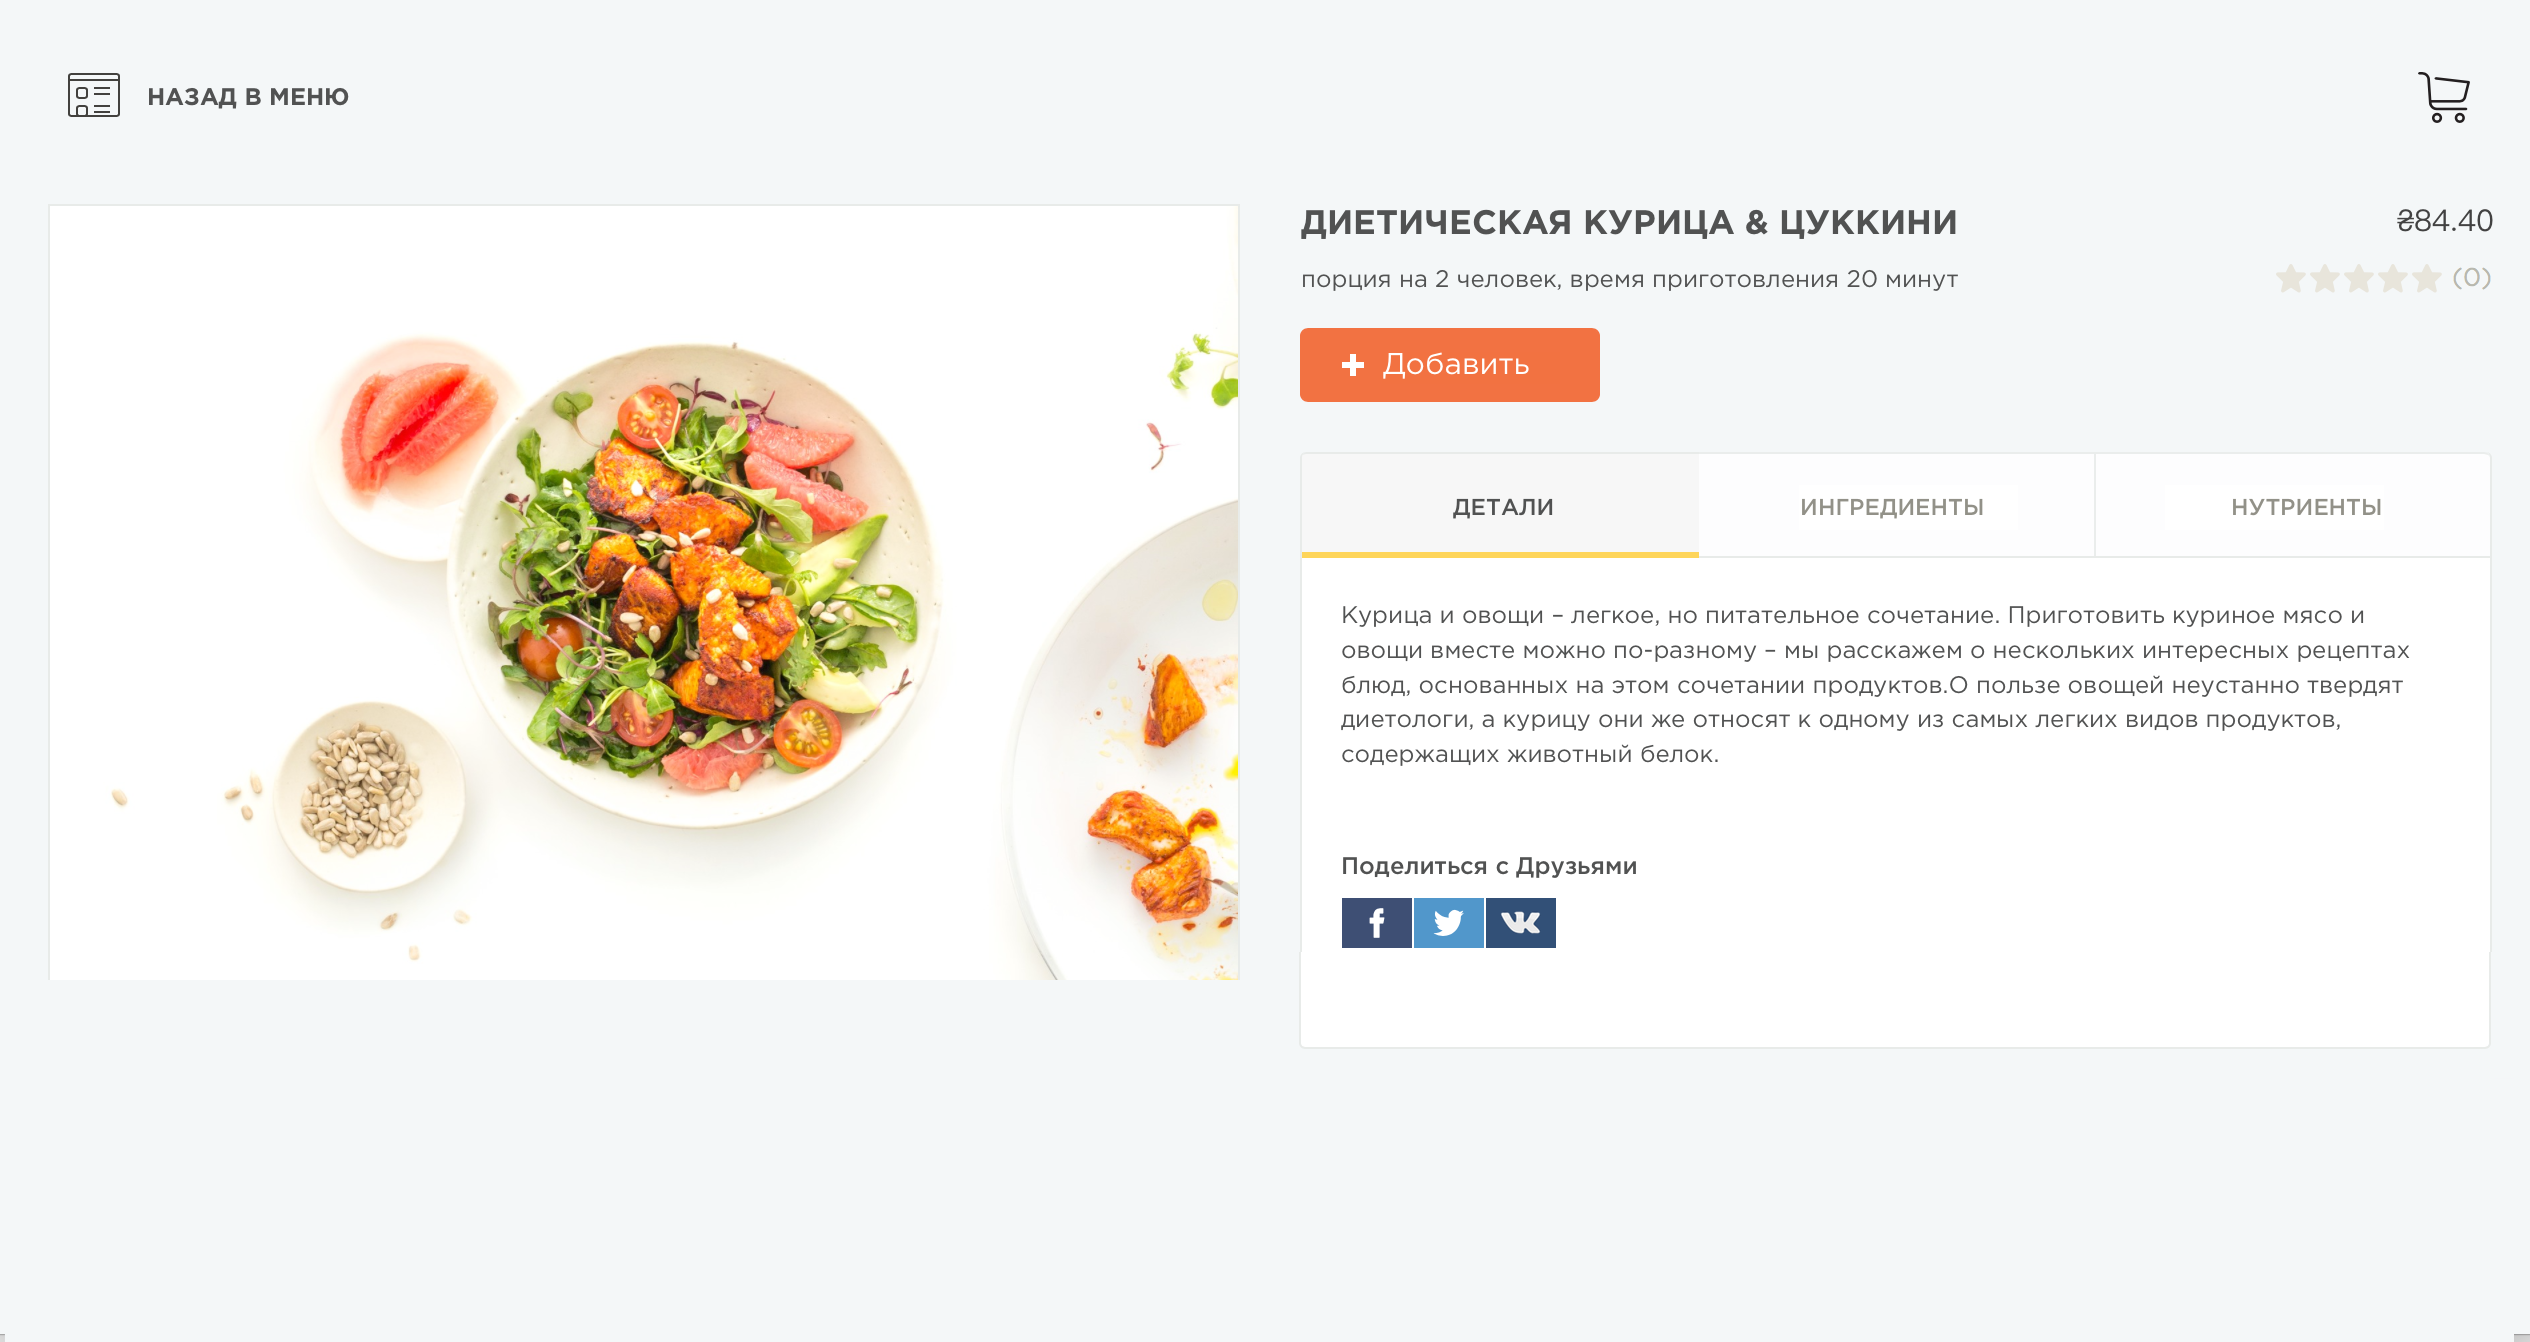 НАЗАД В МЕНЮ
ДИЕТИЧЕСКАЯ КУРИЦА & ЦУККИНИ
₴84.40
порция на 2 человек, время приготовления 20 минут
(0)
Добавить
ДЕТАЛИ
ИНГРЕДИЕНТЫ
НУТРИЕНТЫ
Курица и овощи – легкое, но питательное сочетание. Приготовить куриное мясо и
овощи вместе можно по-разному – мы расскажем о нескольких интересных рецептах
блюд, основанных на этом сочетании продуктов.О пользе овощей неустанно твердят
диетологи, а курицу они же относят к одному из самых легких видов продуктов,
содержащих животный белок.
Поделиться с Друзьями